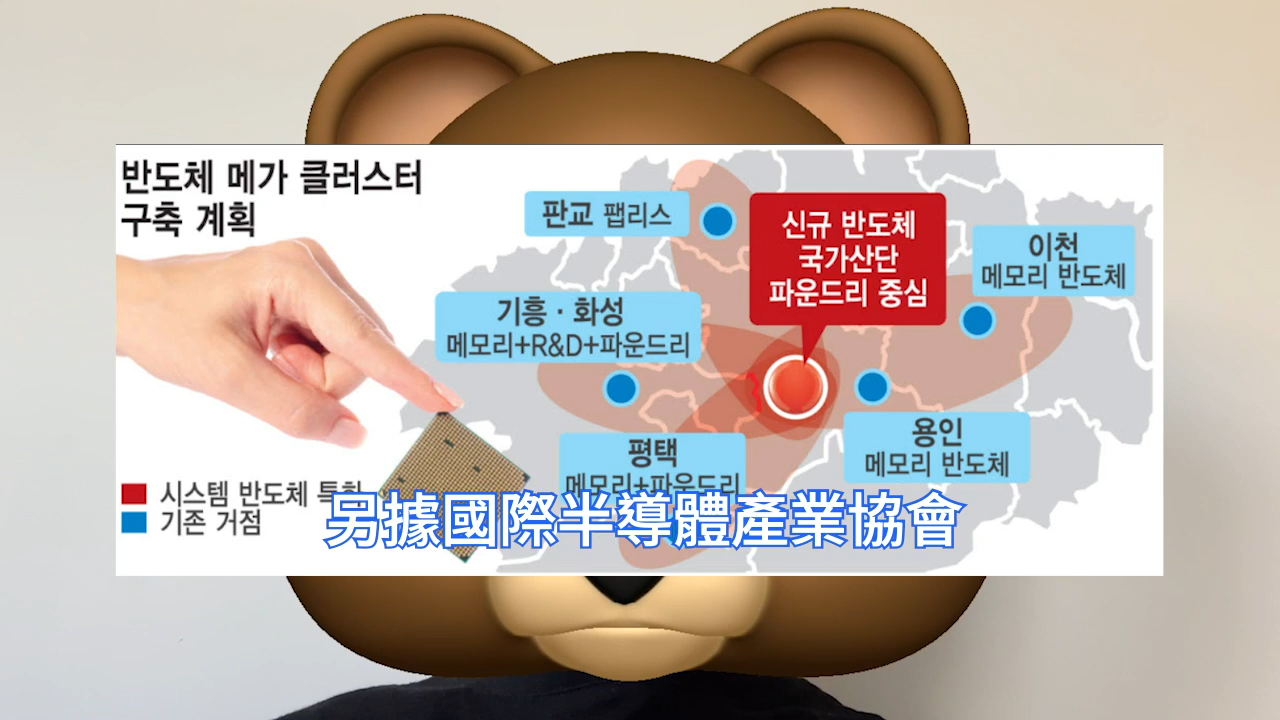 반도체 메가 클러스터
구축 계획
판교 팹리스
신규 반도체
국가산단
파운드리 중심
이천
메모리 반도체
기흥·화성
메모리+R&D+파운드리
용인
메모리 반도체
평택
메모리+파운드리
시스템 반도체
기존 거점
另據國際半導體產業協會